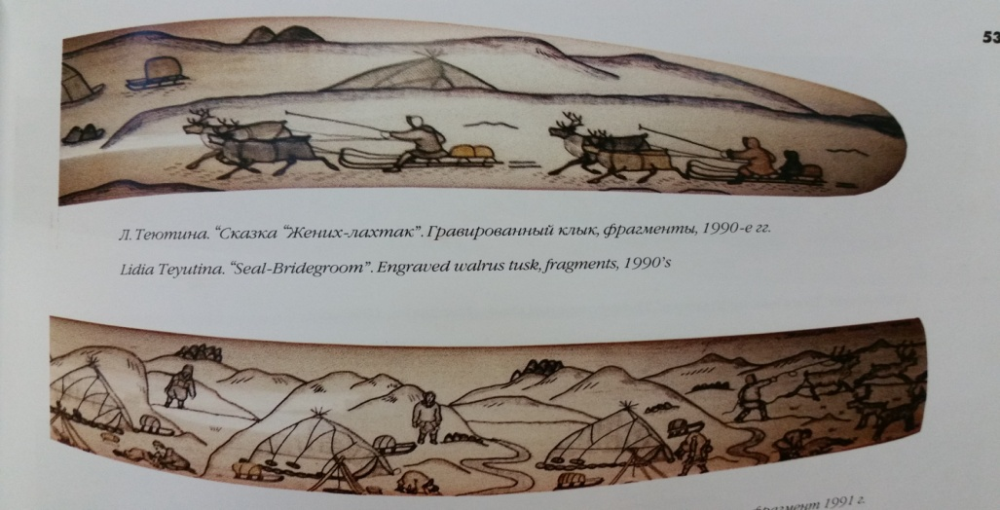 53
Л. Теютина. “Сказка “Жених-лахтак”. Гравированный клык, фрагменты, 1990-е гг.
Lidia Teyutina. “Seal-Bridegroom”. Engraved walrus tusk, fragments, 1990’s
фрагмент 1991 г.